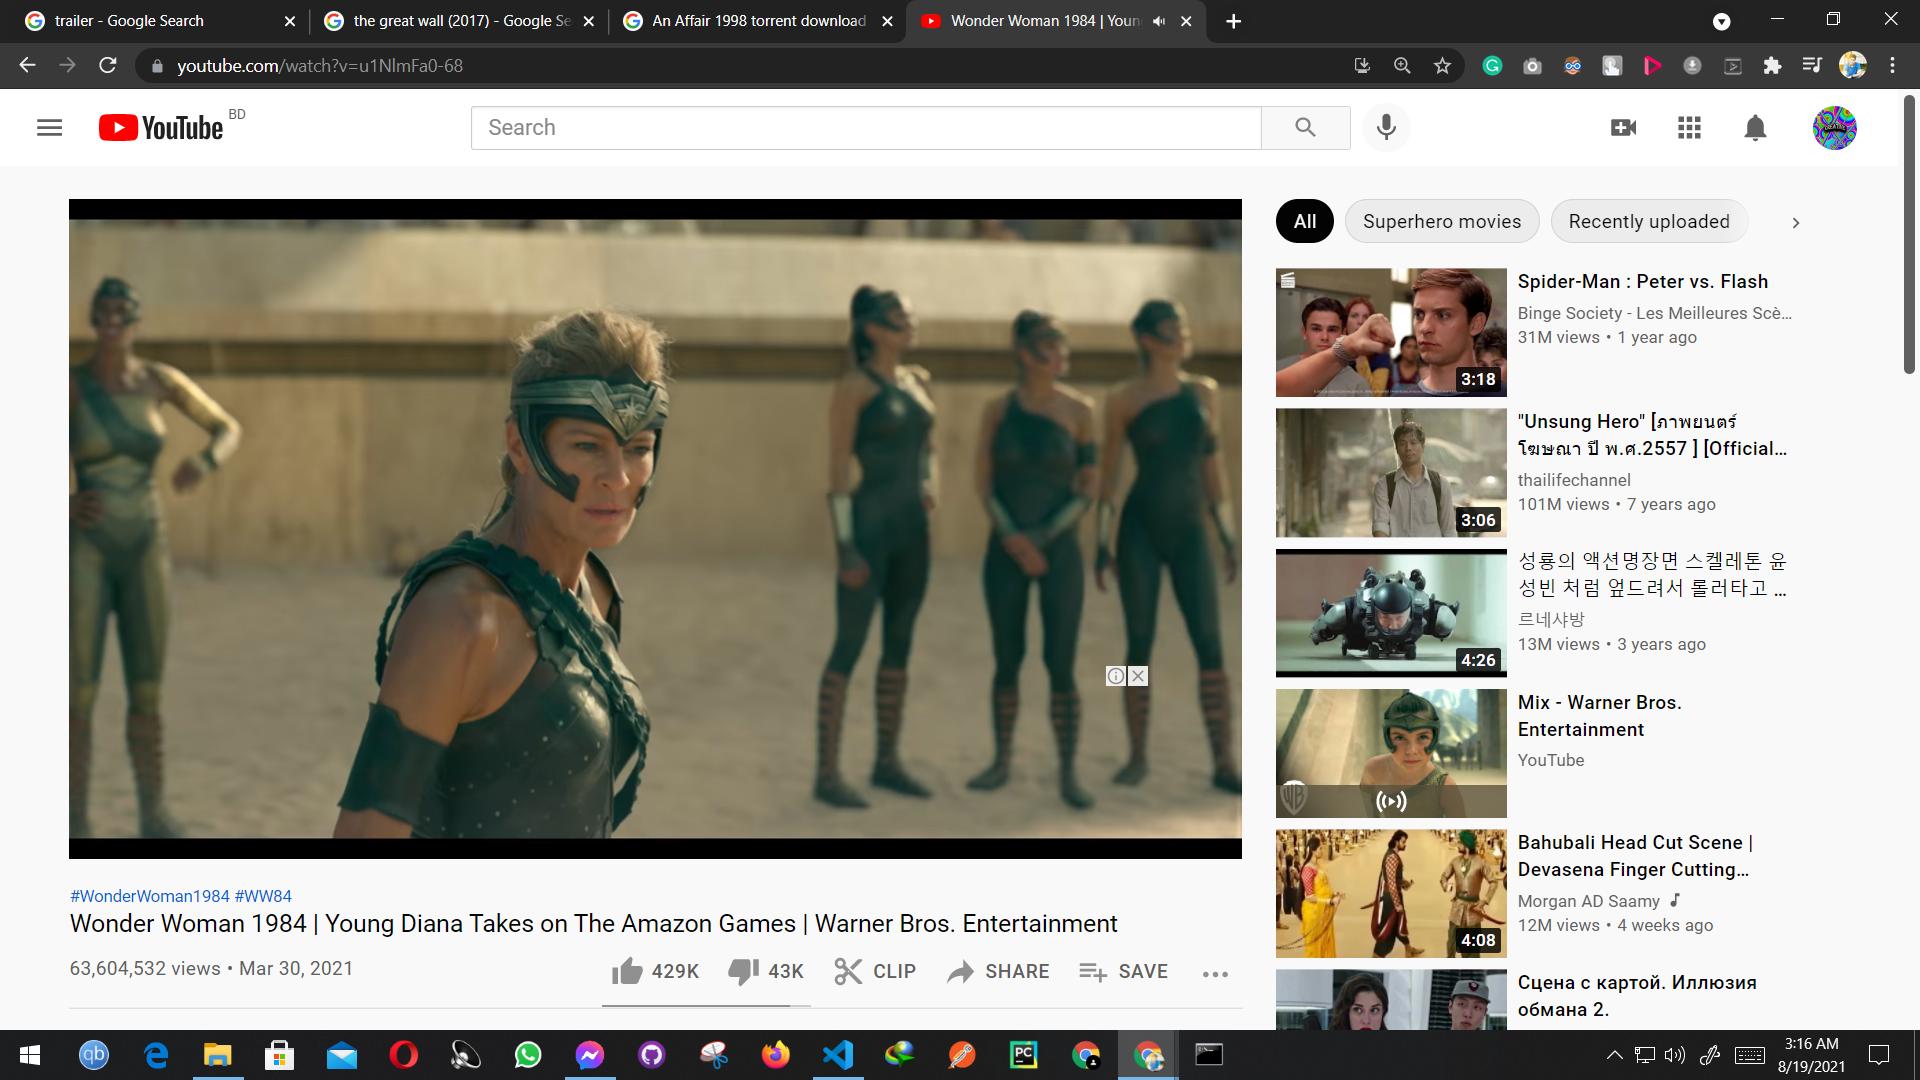 trailer - Google Search
the great wall (2017) - Google Se
An Affair 1998 torrent download
Wonder Woman 1984 | Youn
youtube.com/watch?v=u1NlmFa0-68
YouTube
BD
Search
All
Superhero movies
Recently uploaded
3:18
Spider-Man : Peter vs. Flash
Binge Society - Les Meilleures Scè...
31M views • 1 year ago
3:06
"Unsung Hero" [ภาพยนตร์
โฆษณา ปี พ.ศ.2557 ] [Official...
thailifechannel
101M views • 7 years ago
4:26
성룡의 액션명장면 스켈레톤 윤
성빈 처럼 엎드려서 롤러타고 ...
르네샤방
13M views • 3 years ago
Mix - Warner Bros.
Entertainment
YouTube
4:08
Bahubali Head Cut Scene |
Devasena Finger Cutting...
Morgan AD Saamy
12M views • 4 weeks ago
Сцена с картой. Иллюзия
обмана 2.
#WonderWoman1984 #WW84
Wonder Woman 1984 | Young Diana Takes on The Amazon Games | Warner Bros. Entertainment
63,604,532 views • Mar 30, 2021
429K
43K
CLIP
SHARE
SAVE
qb
PC
3:16 AM
8/19/2021